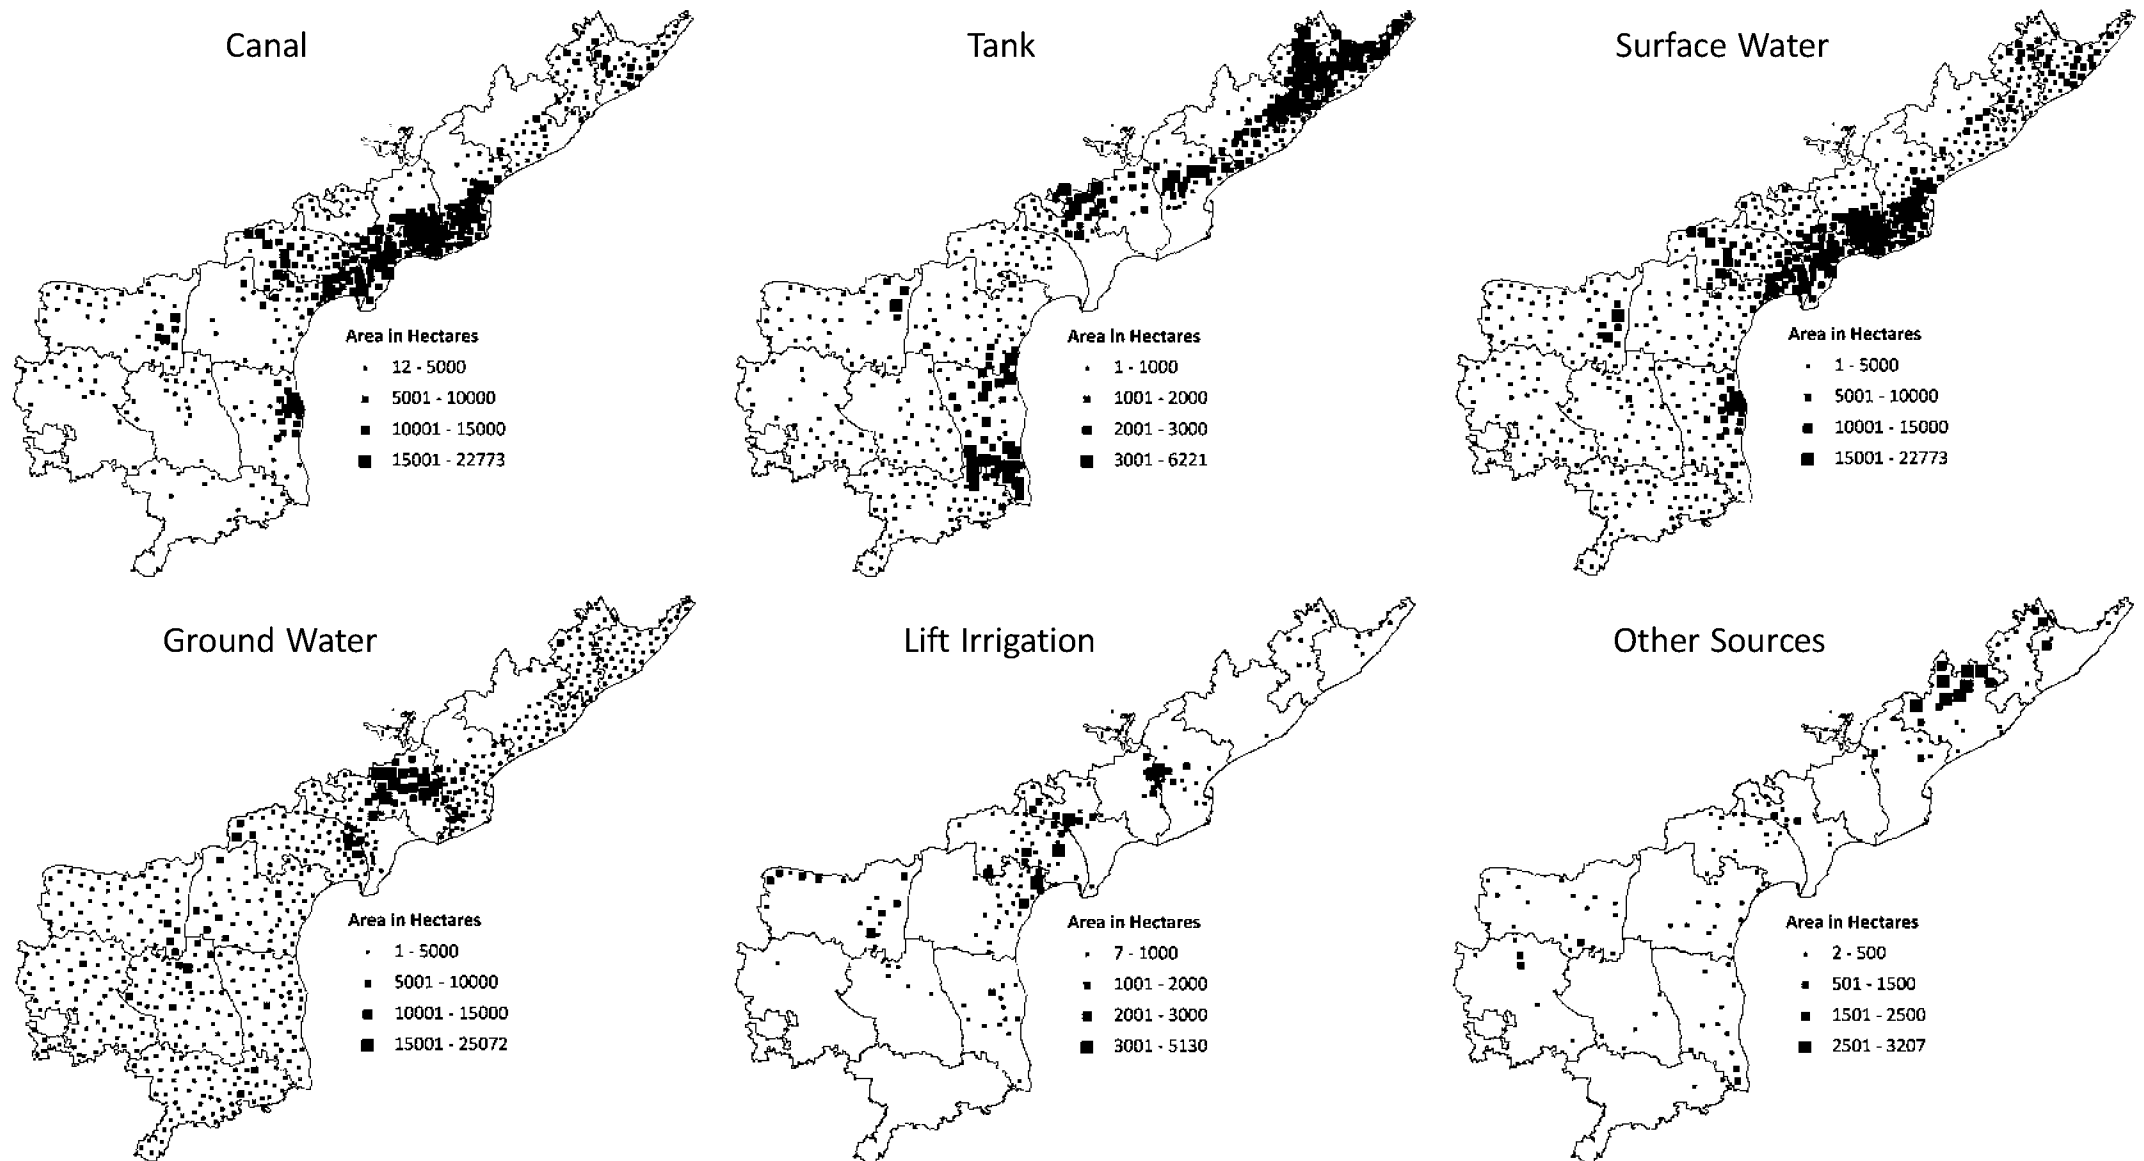 Canal
Area in Hectares
12 - 5000
5001 - 10000
10001 - 15000
15001 - 22773
Tank
Area in Hectares
1 - 1000
1001 - 2000
2001 - 3000
3001 - 6221
Surface Water
Area in Hectares
1 - 5000
5001 - 10000
10001 - 15000
15001 - 22773
Ground Water
Area in Hectares
1 - 5000
5001 - 10000
10001 - 15000
15001 - 25072
Lift Irrigation
Area in Hectares
7 - 1000
1001 - 2000
2001 - 3000
3001 - 5130
Other Sources
Area in Hectares
2 - 500
501 - 1500
1501 - 2500
2501 - 3207